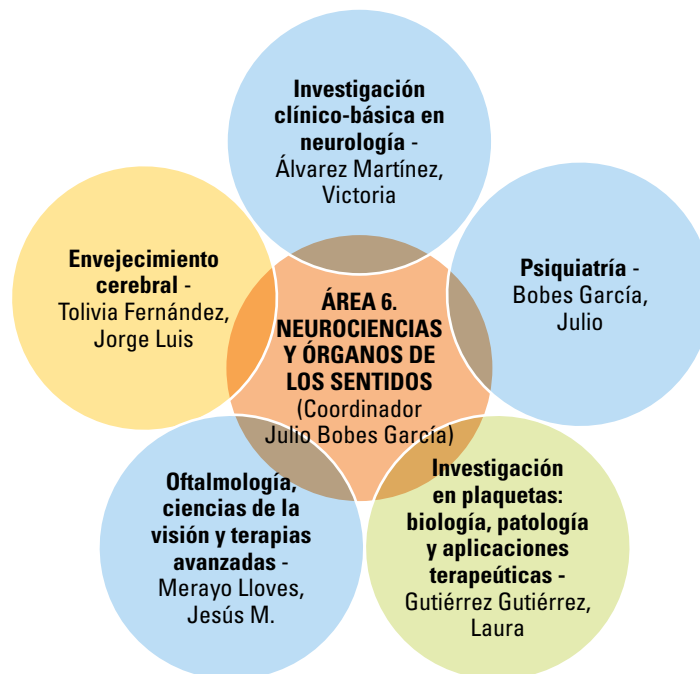 Investigación
clínico-básica en
neurología -
Álvarez Martínez,
Victoria
Envejecimiento
cerebral -
Tolivia Fernández,
Jorge Luis
Psiquiatría -
Bobes García,
Julio
ÁREA 6.
NEUROCIENCIAS
Y ÓRGANOS DE
LOS SENTIDOS
(Coordinador
Julio Bobes García)
Oftalmología,
ciencias de la
visión y terapias
avanzadas -
Merayo Lloves,
Jesús M.
Investigación
en plaquetas:
biología, patología
y aplicaciones
terapeúticas -
Gutiérrez Gutiérrez,
Laura